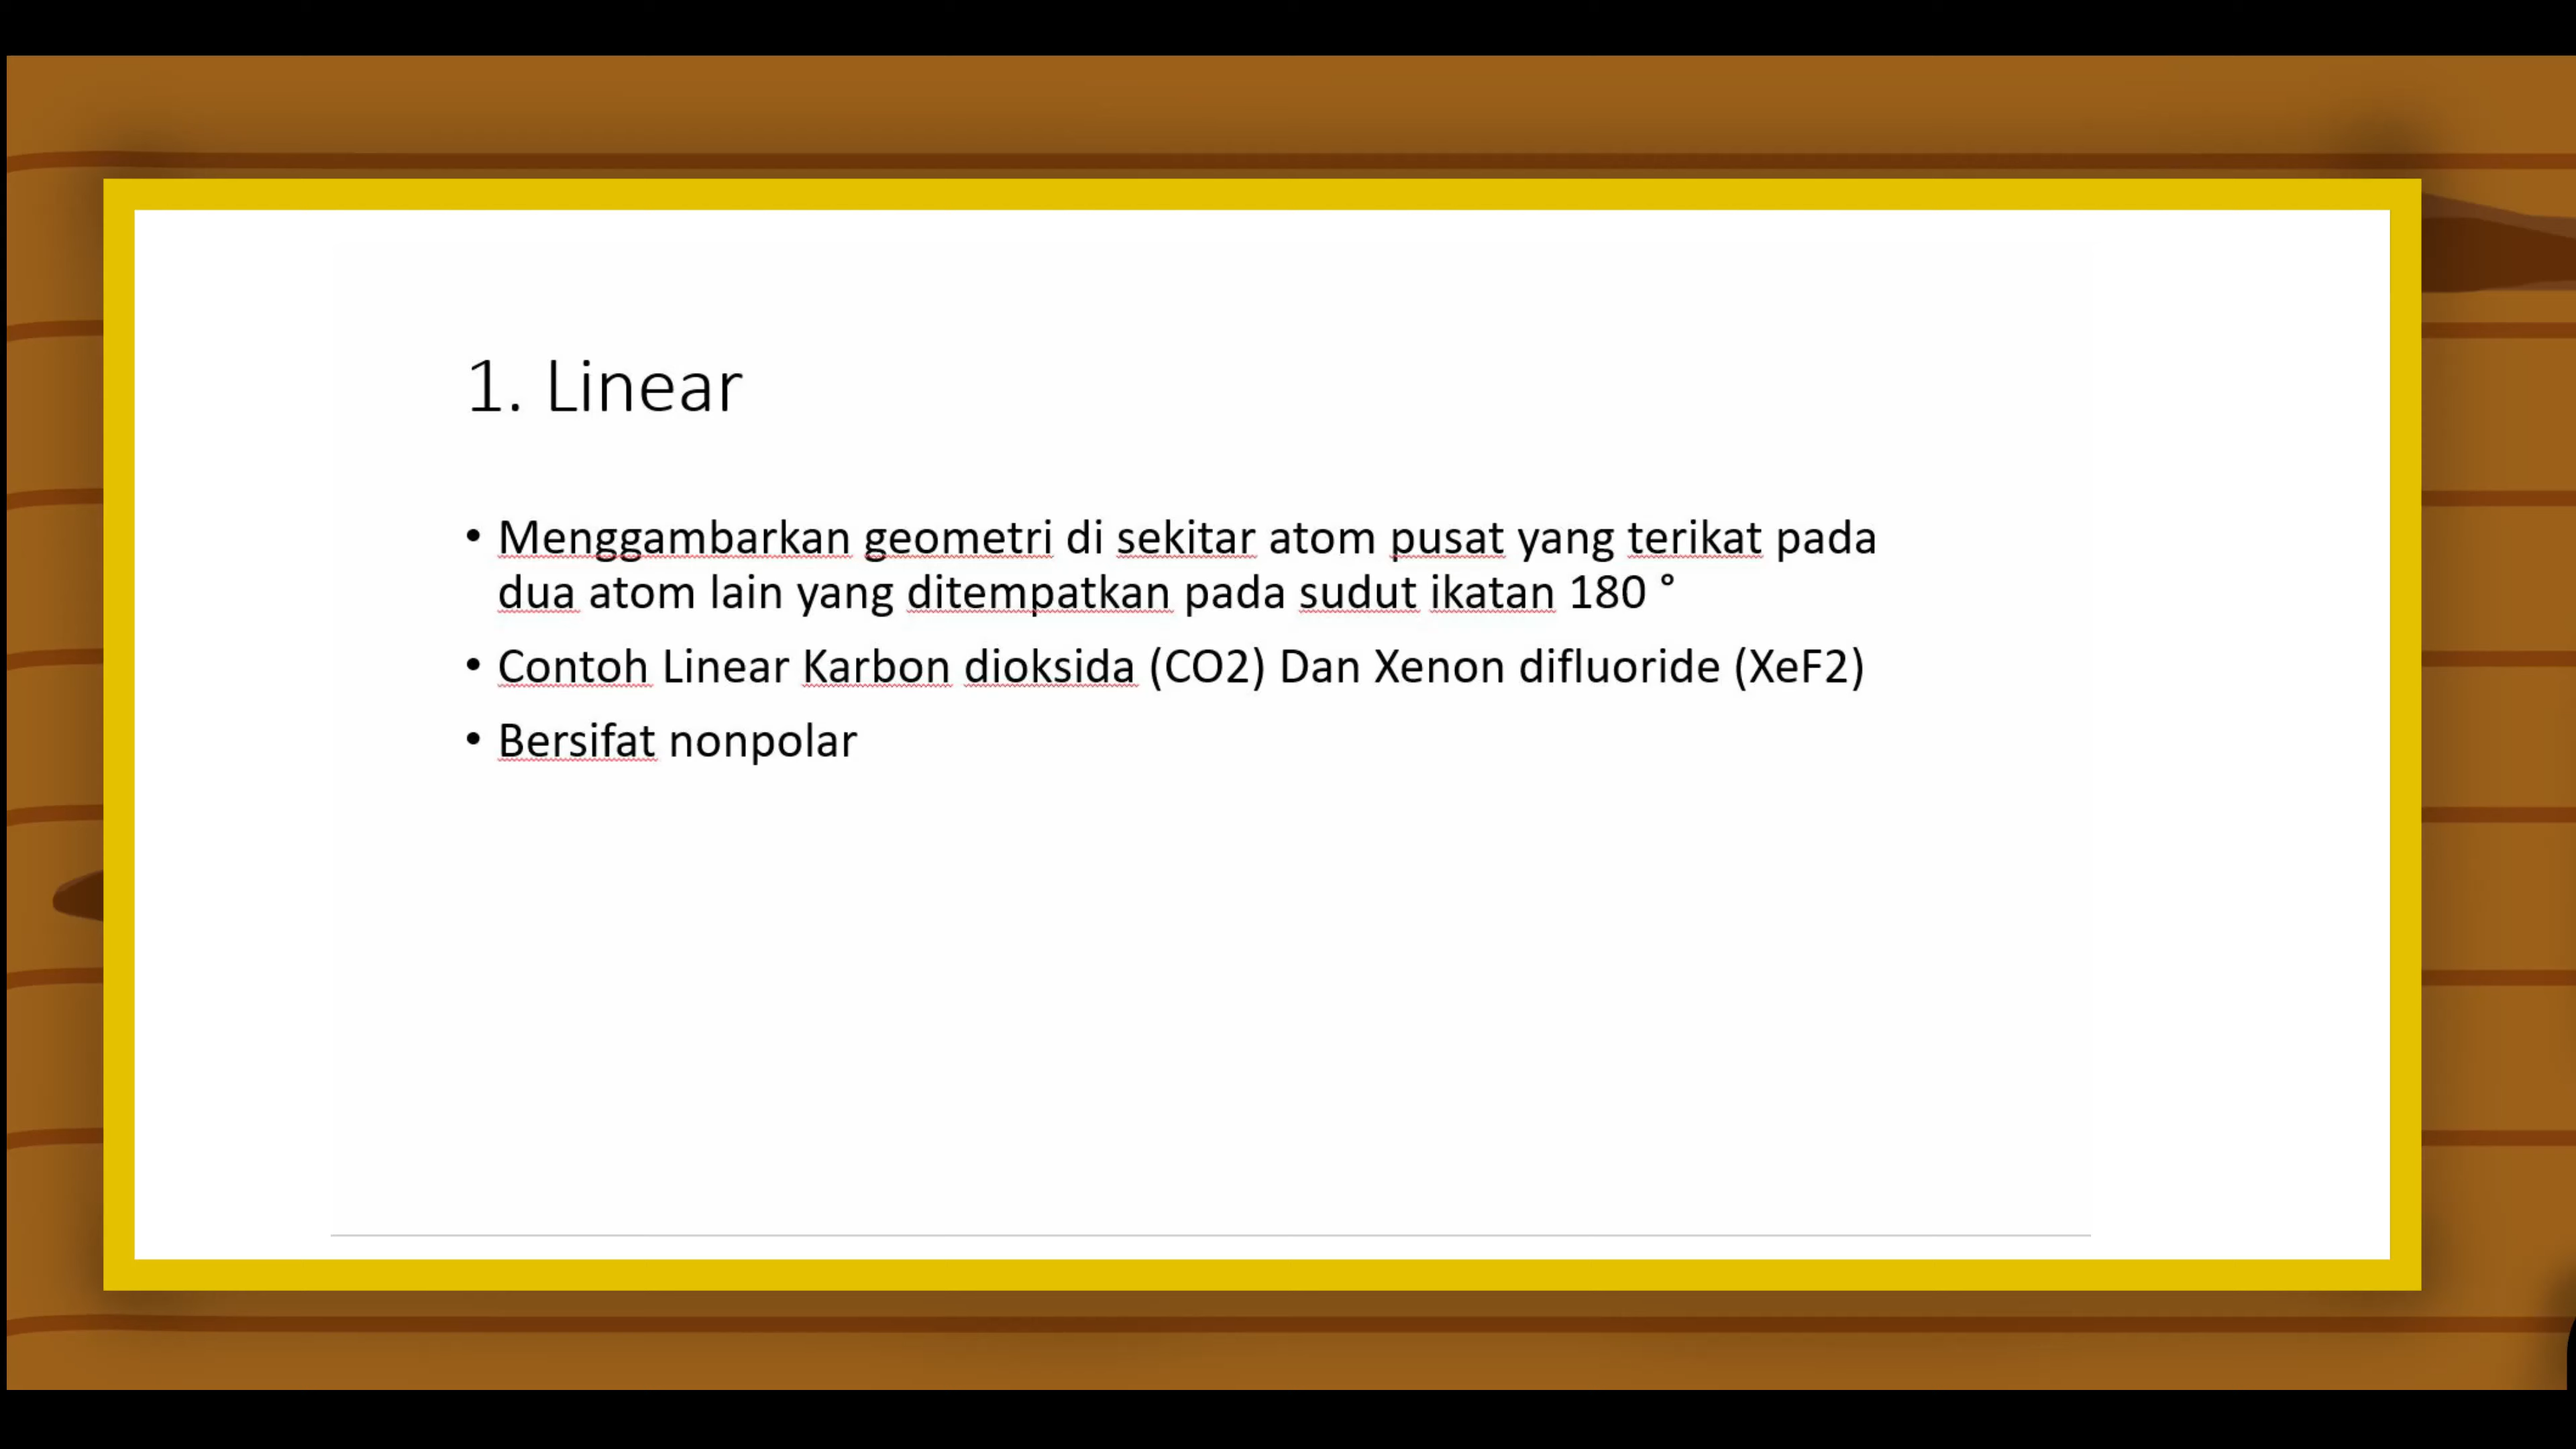 1. Linear
• Menggambarkan geometri di sekitar atom pusat yang terikat pada
dua atom lain yang ditempatkan pada sudut ikatan 180 °
• Contoh Linear Karbon dioksida (CO2) Dan Xenon difluoride (XeF2)
• Bersifat nonpolar